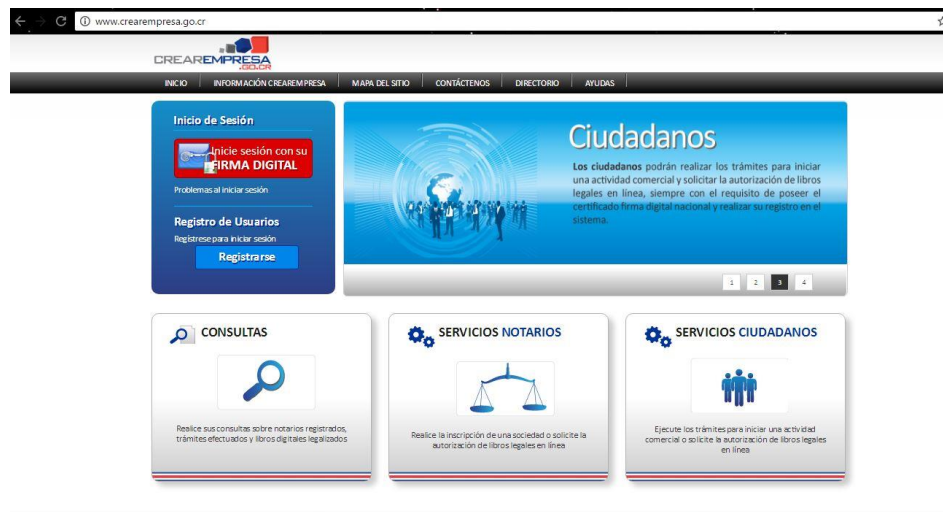 www.crearempresa.go.cr
CREAREMPRESA
.GO.CR
INICIO INFORMACIÓN CREAREMPRESA MAPA DEL SITIO CONTÁCTENOS DIRECTORIO AYUDAS
Inicio de Sesión
Inicie sesión con su
FIRMA DIGITAL
Problemas al iniciar sesión
Registro de Usuarios
Regístrese para iniciar sesión
Registrarse
Ciudadanos
Los ciudadanos podrán realizar los trámites para iniciar
una actividad comercial y solicitar la autorización de libros
legales en línea, siempre con el requisito de poseer el
certificado firma digital nacional y realizar su registro en el
sistema.
1 2 3 4
CONSULTAS
Realice sus consultas sobre notarios registrados,
trámites efectuados y libros digitales legalizados
SERVICIOS NOTARIOS
Realice la inscripción de una sociedad o solicite la
autorización de libros legales en línea
SERVICIOS CIUDADANOS
Ejecute los trámites para iniciar una actividad
comercial o solicite la autorización de libros legales
en línea